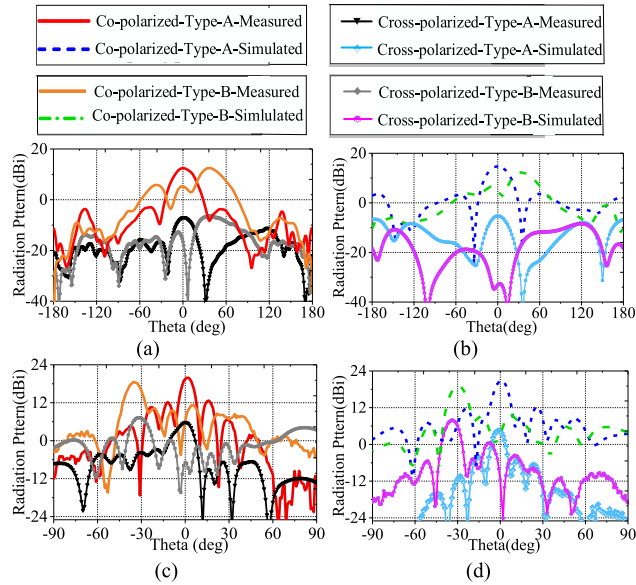 Co-polarized-Type-A-Measured
Co-polarized-Type-A-Simulated
Cross-polarized-Type-A-Measured
Cross-polarized-Type-A-Simulated
Co-polarized-Type-B-Measured
Co-polarized-Type-B-Simlulated
Cross-polarized-Type-B-Measured
Cross-polarized-Type-B-Simulated
Radiation Pttern(dBi)
20
0
-20
-40
-180 -120 -60 0 60 120 180
Theta (deg)
(a)
Radiation Pttern(dBi)
20
0
-20
-40
-180 -120 -60 0 60 120 180
Theta(deg)
(b)
Radiation Pttern(dBi)
24
12
0
-12
-24
-90 -60 -30 0 30 60 90
Theta (deg)
(c)
Radiation Pttern(dBi)
24
12
0
-12
-24
-90 -60 -30 0 30 60 90
Theta(deg)
(d)